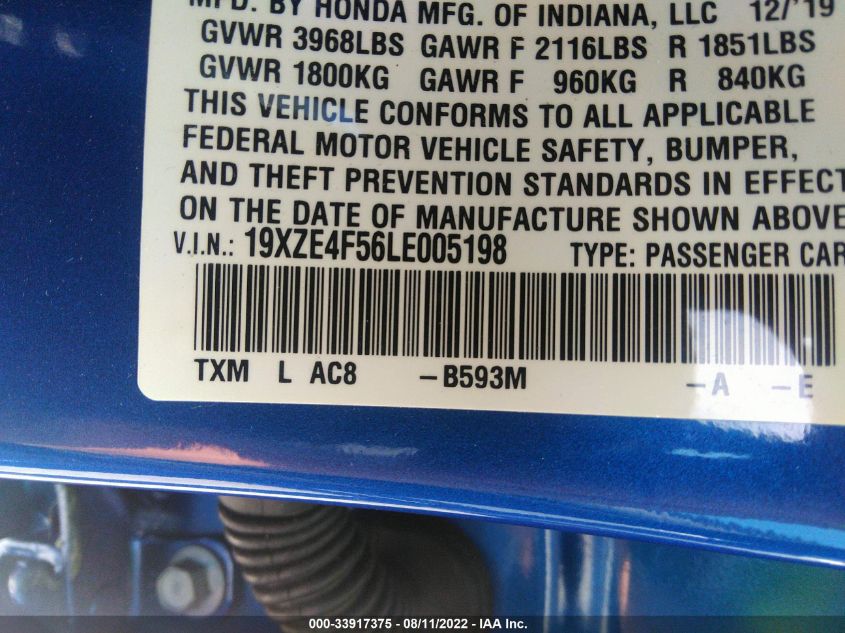 MFD. BY HONDA MFG. OF INDIANA, LLC 12/'19
GVWR 3968LBS GAWR F 2116LBS R 1851LBS
GVWR 1800KG GAWR F 960KG R 840KG
THIS VEHICLE CONFORMS TO ALL APPLICABLE
FEDERAL MOTOR VEHICLE SAFETY, BUMPER,
AND THEFT PREVENTION STANDARDS IN EFFECT
ON THE DATE OF MANUFACTURE SHOWN ABOVE
V.I.N.: 19XZE4F56LE005198 TYPE: PASSENGER CAR
TXM L AC8 -B593M -A -E
000-33917375 - 08/11/2022 - IAA Inc.